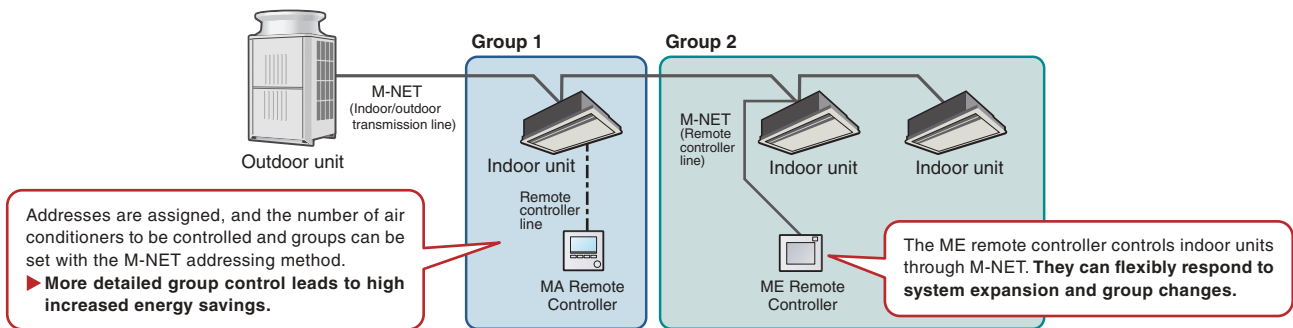 Group 1
Group 2
M-NET
(Indoor/outdoor
transmission line)
Outdoor unit
Indoor unit
M-NET
(Remote
controller
line)
Indoor unit
Indoor unit
Remote
controller
line
MA Remote
Controller
ME Remote
Controller
Addresses are assigned, and the number of air
conditioners to be controlled and groups can be
set with the M-NET addressing method.
▶ More detailed group control leads to high
increased energy savings.
The ME remote controller controls indoor units
through M-NET. They can flexibly respond to
system expansion and group changes.